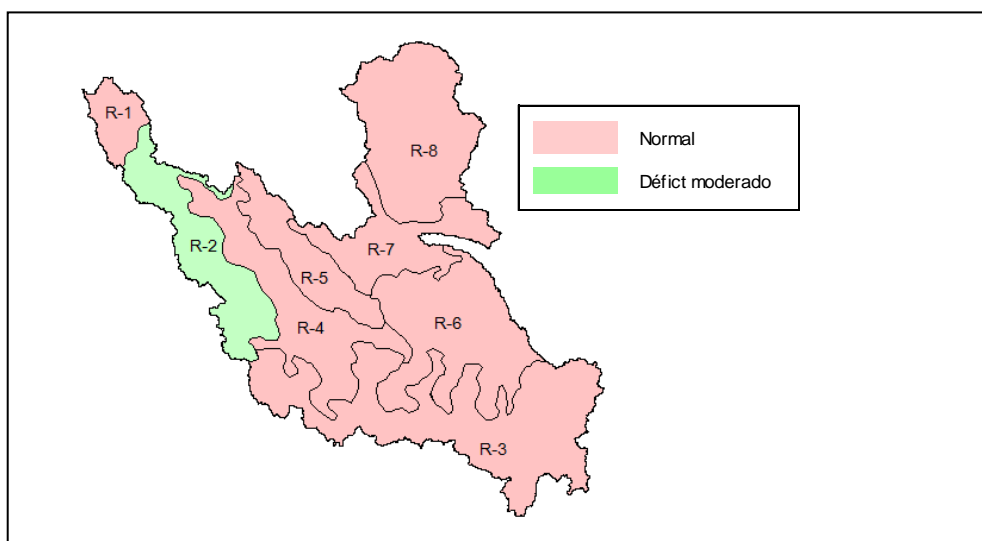 R-1
R-8
Normal
Défict moderado
R-2
R-7
R-5
R-4
R-6
R-3